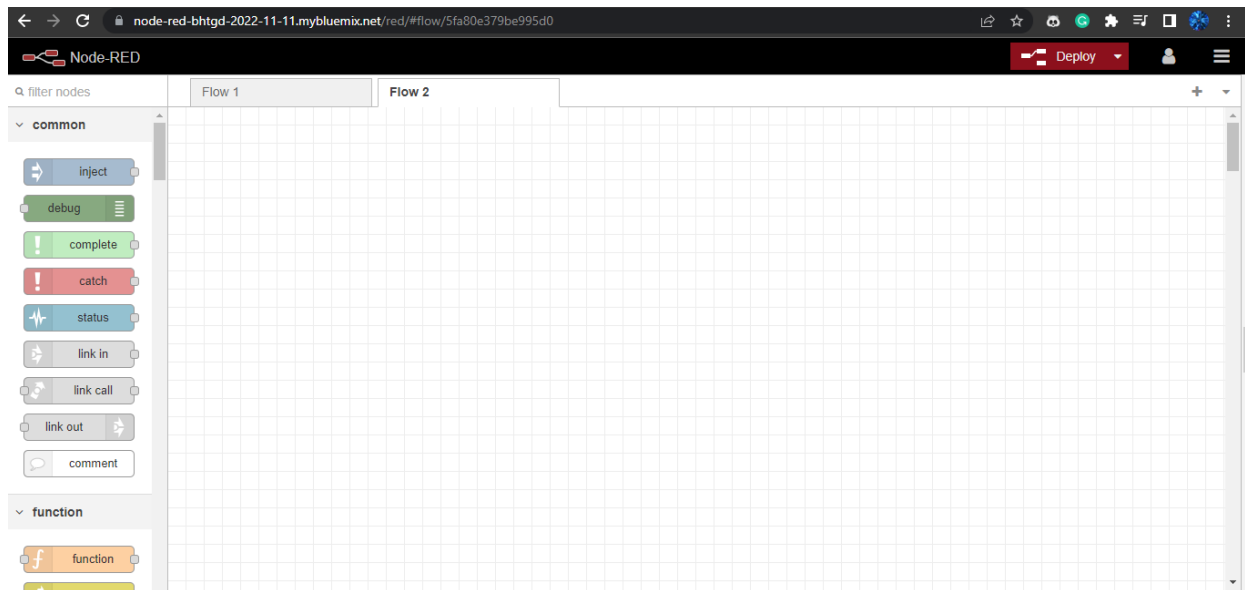 node-red-bhtgd-2022-11-11.mybluemix.net/red/#flow/5fa80e379be995d0
Node-RED
Deploy
filter nodes
Flow 1
Flow 2
common
inject
debug
complete
catch
status
link in
link call
link out
comment
function
function